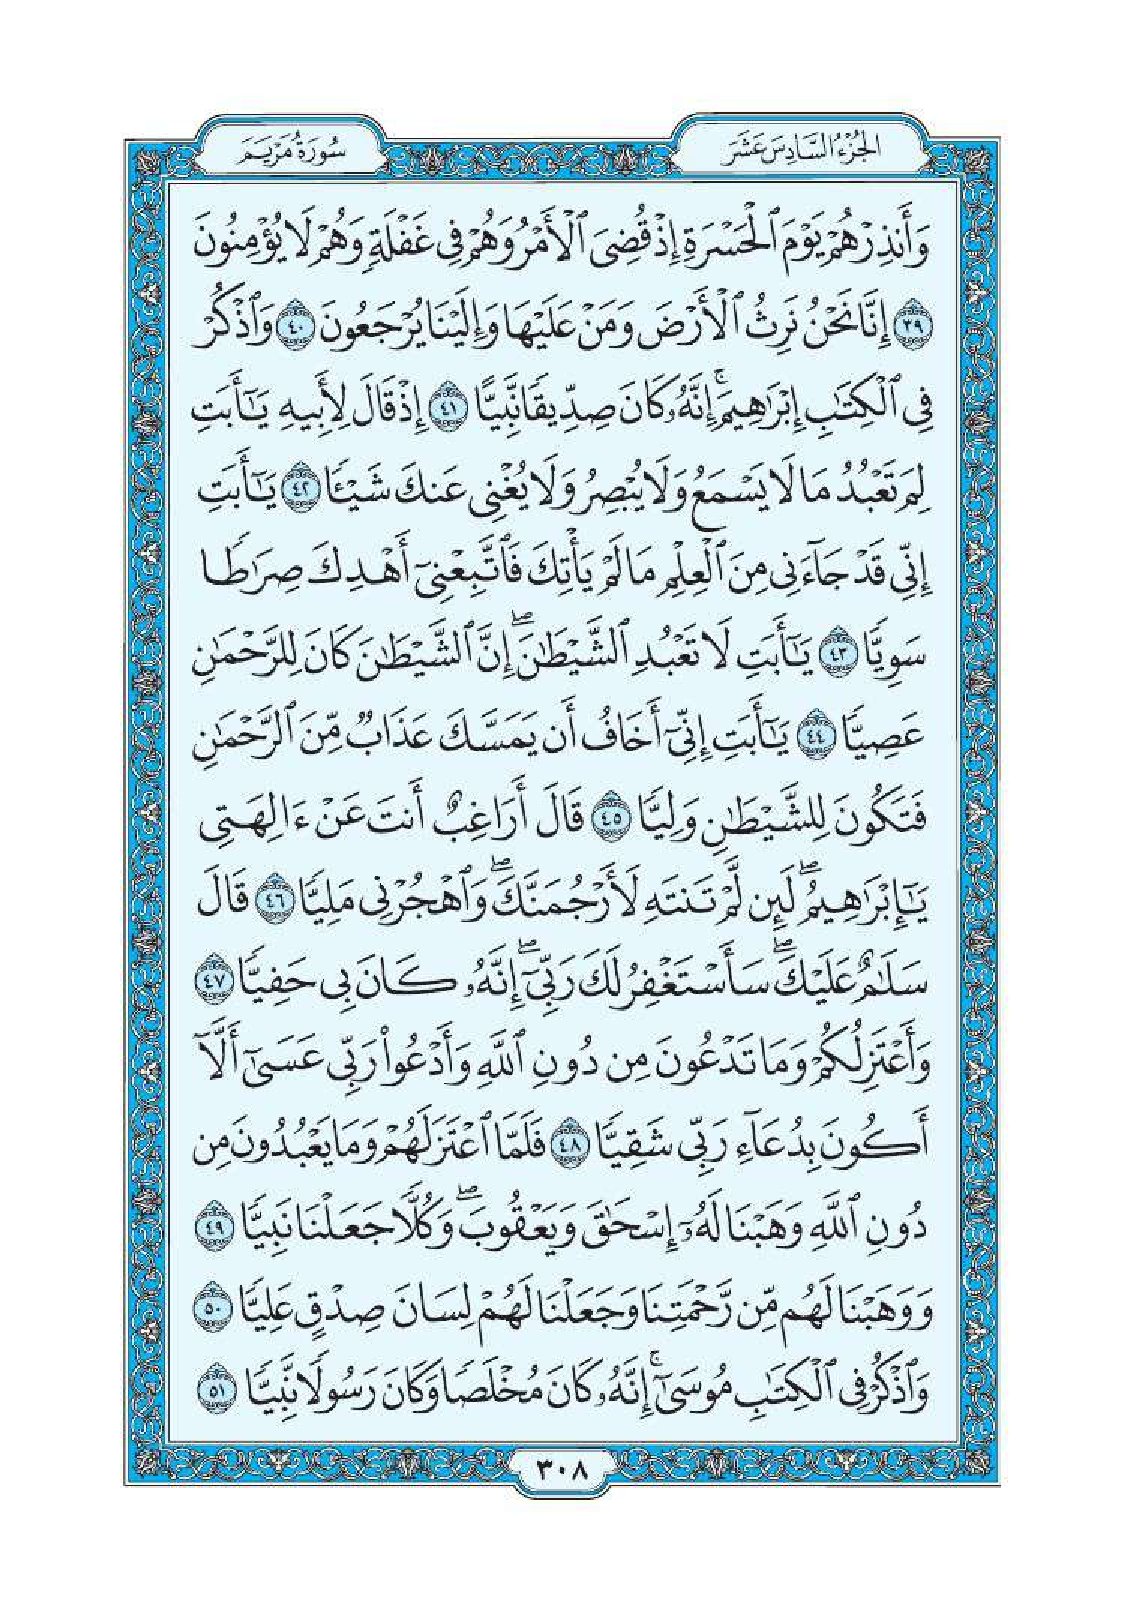 الجُزْءُ السَّادِسَ عَشَرَ
سُورَةُ مَرْيَمَ
وَأَنذِرْهُمْ يَوْمَ ٱلْحَسْرَةِ إِذْ قُضِىَ ٱلْأَمْرُ وَهُمْ فِى غَفْلَةٍ وَهُمْ لَا يُؤْمِنُونَ
٣٩ إِنَّا نَحْنُ نَرِثُ ٱلْأَرْضَ وَمَنْ عَلَيْهَا وَإِلَيْنَا يُرْجَعُونَ ٤٠ وَٱذْكُرْ
فِى ٱلْكِتَٰبِ إِبْرَٰهِيمَ ۚ إِنَّهُۥ كَانَ صِدِّيقًا نَّبِيًّا ٤١ إِذْ قَالَ لِأَبِيهِ يَٰٓأَبَتِ
لِمَ تَعْبُدُ مَا لَا يَسْمَعُ وَلَا يُبْصِرُ وَلَا يُغْنِى عَنكَ شَيْـًٔا ٤٢ يَٰٓأَبَتِ
إِنِّى قَدْ جَآءَنِى مِنَ ٱلْعِلْمِ مَا لَمْ يَأْتِكَ فَٱتَّبِعْنِىٓ أَهْدِكَ صِرَٰطًا
سَوِيًّا ٤٣ يَٰٓأَبَتِ لَا تَعْبُدِ ٱلشَّيْطَٰنَ ۖ إِنَّ ٱلشَّيْطَٰنَ كَانَ لِلرَّحْمَٰنِ
عَصِيًّا ٤٤ يَٰٓأَبَتِ إِنِّىٓ أَخَافُ أَن يَمَسَّكَ عَذَابٌ مِّنَ ٱلرَّحْمَٰنِ
فَتَكُونَ لِلشَّيْطَٰنِ وَلِيًّا ٤٥ قَالَ أَرَاغِبٌ أَنتَ عَنْ ءَالِهَتِى
يَٰٓإِبْرَٰهِيمُ ۖ لَئِن لَّمْ تَنتَهِ لَأَرْجُمَنَّكَ ۖ وَٱهْجُرْنِى مَلِيًّا ٤٦ قَالَ
سَلَٰمٌ عَلَيْكَ ۖ سَأَسْتَغْفِرُ لَكَ رَبِّىٓ ۖ إِنَّهُۥ كَانَ بِى حَفِيًّا ٤٧
وَأَعْتَزِلُكُمْ وَمَا تَدْعُونَ مِن دُونِ ٱللَّهِ وَأَدْعُوا۟ رَبِّى عَسَىٰٓ أَلَّآ
أَكُونَ بِدُعَآءِ رَبِّى شَقِيًّا ٤٨ فَلَمَّا ٱعْتَزَلَهُمْ وَمَا يَعْبُدُونَ مِن
دُونِ ٱللَّهِ وَهَبْنَا لَهُۥٓ إِسْحَٰقَ وَيَعْقُوبَ ۖ وَكُلًّا جَعَلْنَا نَبِيًّا ٤٩
وَوَهَبْنَا لَهُم مِّن رَّحْمَتِنَا وَجَعَلْنَا لَهُمْ لِسَانَ صِدْقٍ عَلِيًّا ٥٠
وَٱذْكُرْ فِى ٱلْكِتَٰبِ مُوسَىٰٓ ۚ إِنَّهُۥ كَانَ مُخْلَصًا وَكَانَ رَسُولًا نَّبِيًّا ٥١
٣٠٨